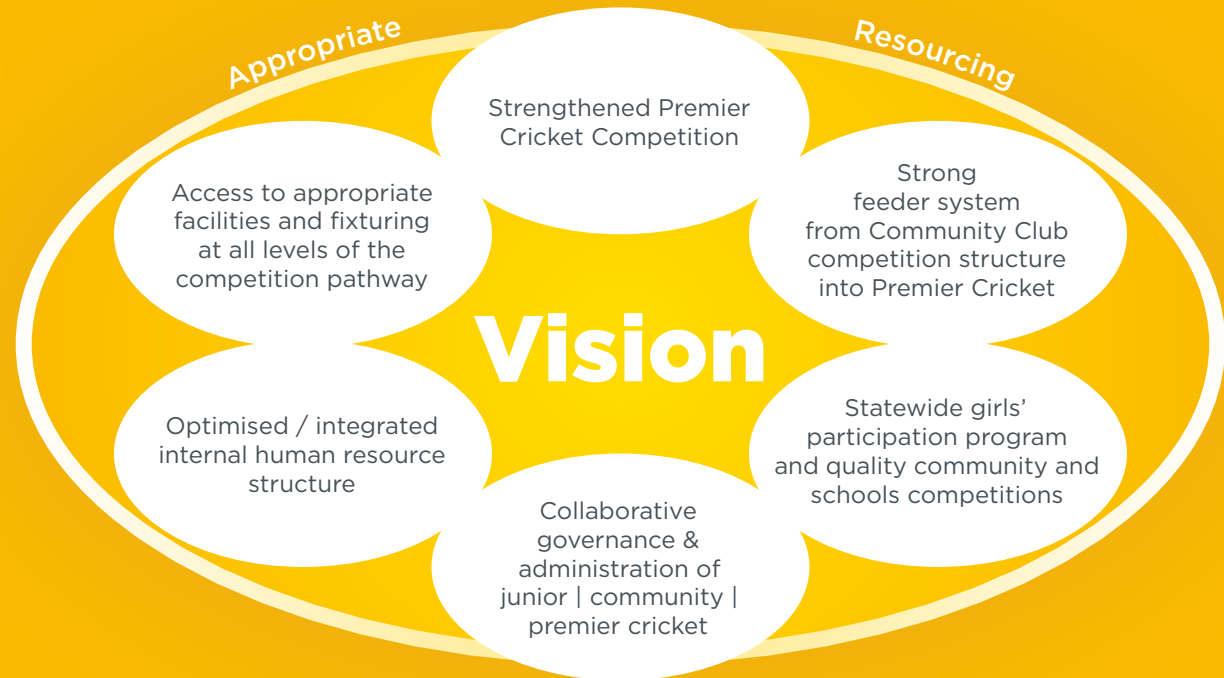 Appropriate
Resourcing
Strengthened Premier
Cricket Competition
Access to appropriate
facilities and fixturing
at all levels of the
competition pathway
Strong
feeder system
from Community Club
competition structure
into Premier Cricket
Vision
Optimised / integrated
internal human resource
structure
Statewide girls’
participation program
and quality community and
schools competitions
Collaborative
governance &
administration of
junior | community |
premier cricket